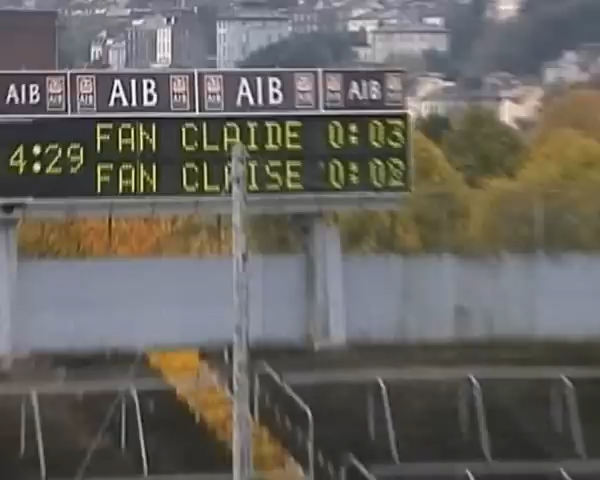 AIB AIB AIB AIB
4:29
FAN CLAIDE 0:03
FAN CLAISE 0:02